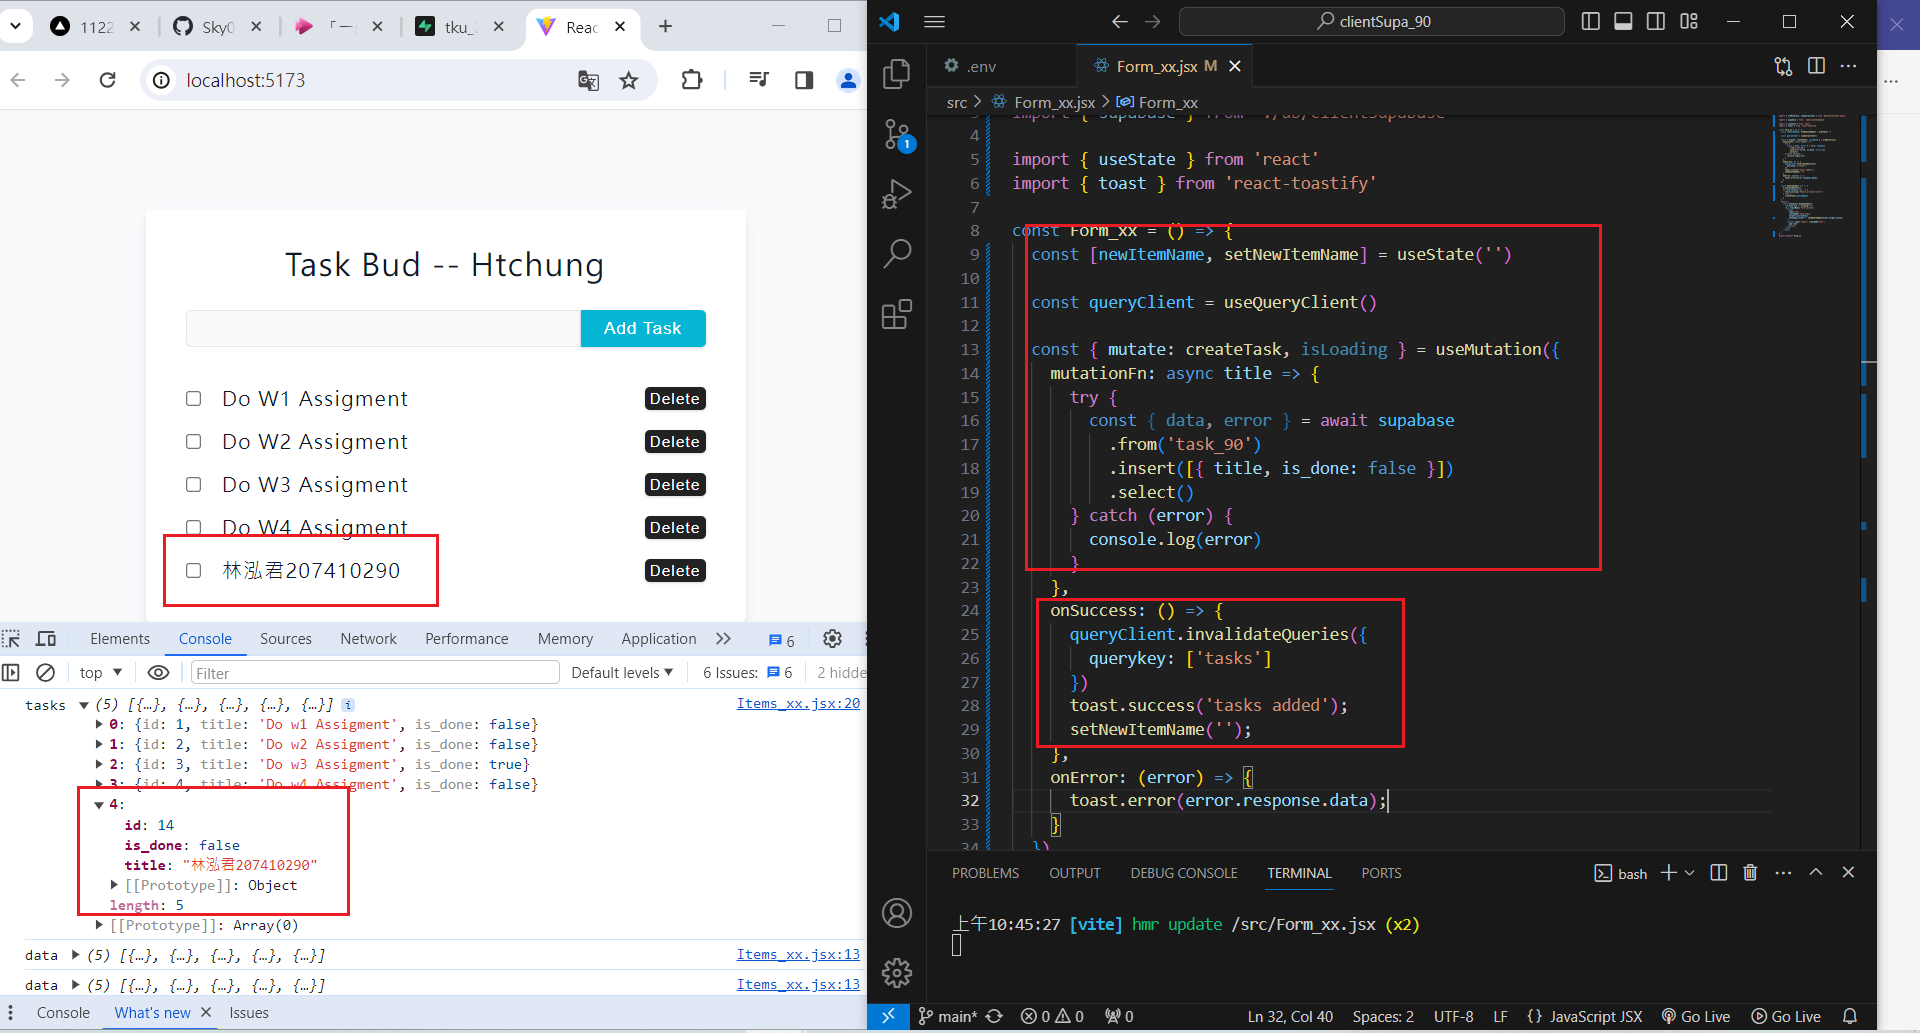 1122
Sky0
「一
tku_
Reac
localhost:5173
Task Bud -- Htchung
Add Task
Do W1 Assigment
Delete
Do W2 Assigment
Delete
Do W3 Assigment
Delete
Do W4 Assigment
Delete
林泓君207410290
Delete
Elements
Console
Sources
Network
Performance
Memory
Application
6
top
Filter
Default levels
6 Issues:
6
2 hidde
tasks
(5) [{…}, {…}, {…}, {…}, {…}]
Items_xx.jsx:20
0: {id: 1, title: 'Do w1 Assigment', is_done: false}
1: {id: 2, title: 'Do w2 Assigment', is_done: false}
2: {id: 3, title: 'Do w3 Assigment', is_done: true}
3: {id: 4, title: 'Do w4 Assigment', is_done: false}
4:
id: 14
is_done: false
title: "林泓君207410290"
[[Prototype]]: Object
length: 5
[[Prototype]]: Array(0)
data (5) [{…}, {…}, {…}, {…}, {…}]
Items_xx.jsx:13
data (5) [{…}, {…}, {…}, {…}, {…}]
Items_xx.jsx:13
Console
What's new
Issues
clientSupa_90
.env
Form_xx.jsx M
src > Form_xx.jsx > Form_xx
1
3 import { supabase } from './db/clientSupabase'
4
5 import { useState } from 'react'
6 import { toast } from 'react-toastify'
7
8 const Form_xx = () => {
9 const [newItemName, setNewItemName] = useState('')
10
11 const queryClient = useQueryClient()
12
13 const { mutate: createTask, isLoading } = useMutation({
14 mutationFn: async title => {
15 try {
16 const { data, error } = await supabase
17 .from('task_90')
18 .insert([{ title, is_done: false }])
19 .select()
20 } catch (error) {
21 console.log(error)
22 }
23 },
24 onSuccess: () => {
25 queryClient.invalidateQueries({
26 querykey: ['tasks']
27 })
28 toast.success('tasks added');
29 setNewItemName('');
30 },
31 onError: (error) => {
32 toast.error(error.response.data);
33 }
34 })
PROBLEMS
OUTPUT
DEBUG CONSOLE
TERMINAL
PORTS
bash
上午10:45:27 [vite] hmr update /src/Form_xx.jsx (x2)
main*
0
0
0
Ln 32, Col 40
Spaces: 2
UTF-8
LF
{} JavaScript JSX
Go Live
Go Live